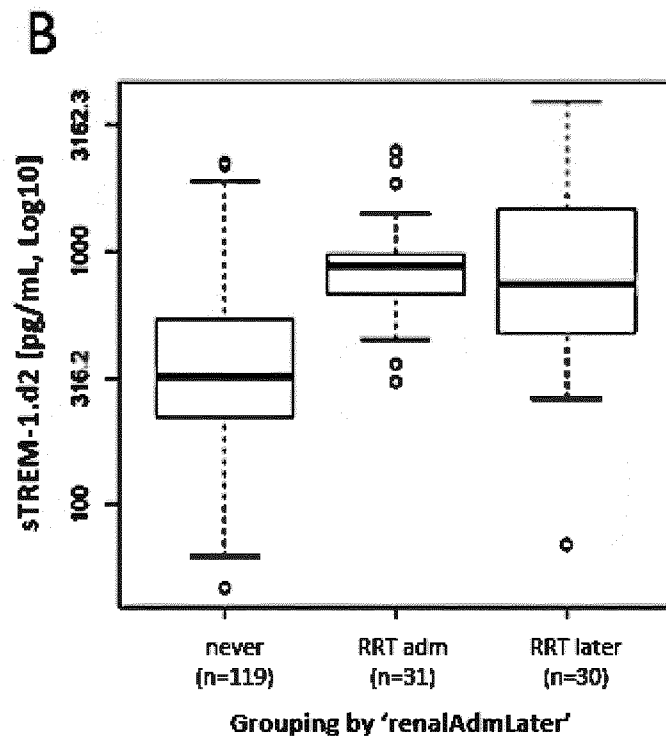 B
sTREM-1.d2 [pg/mL, Log10]
3162.3
1000
316.2
100
never
(n=119)
RRT adm
(n=31)
RRT later
(n=30)
Grouping by 'renalAdmLater'